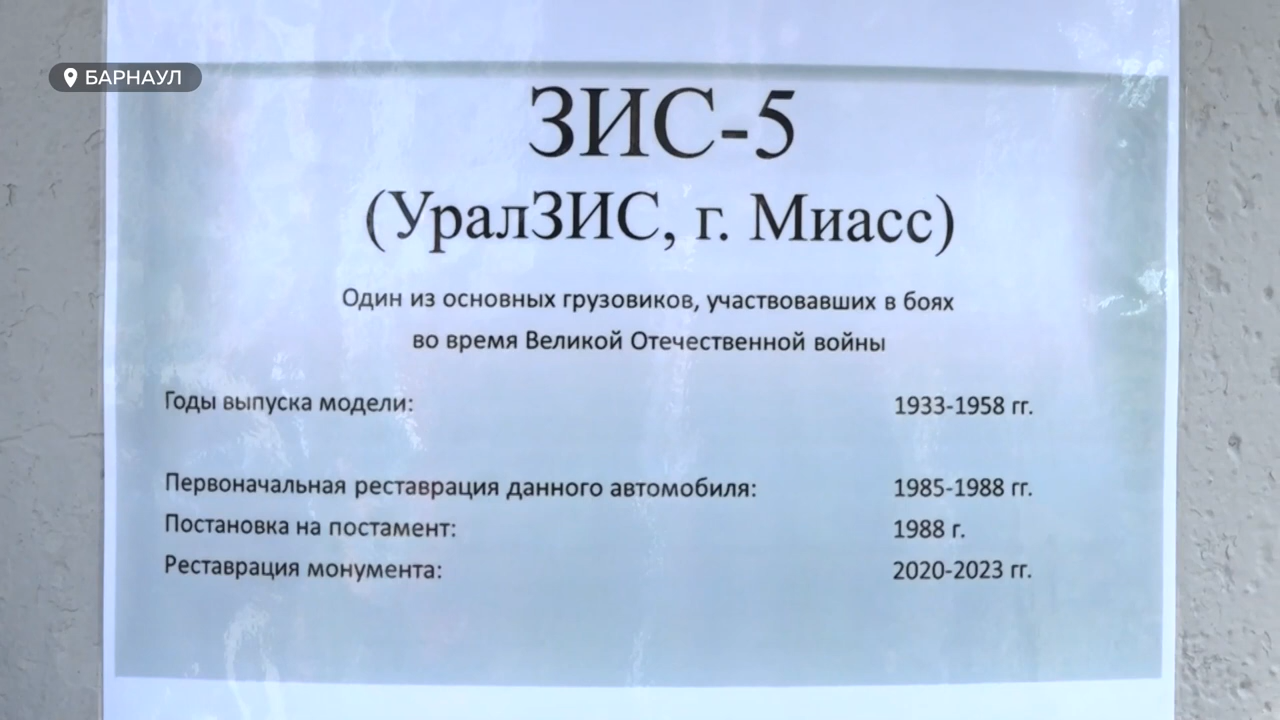 БАРНАУЛ
ЗИС-5
(УралЗИС, г. Миасс)
Один из основных грузовиков, участвовавших в боях
во время Великой Отечественной войны
Годы выпуска модели: 1933-1958 гг.
Первоначальная реставрация данного автомобиля: 1985-1988 гг.
Постановка на постамент: 1988 г.
Реставрация монумента: 2020-2023 гг.